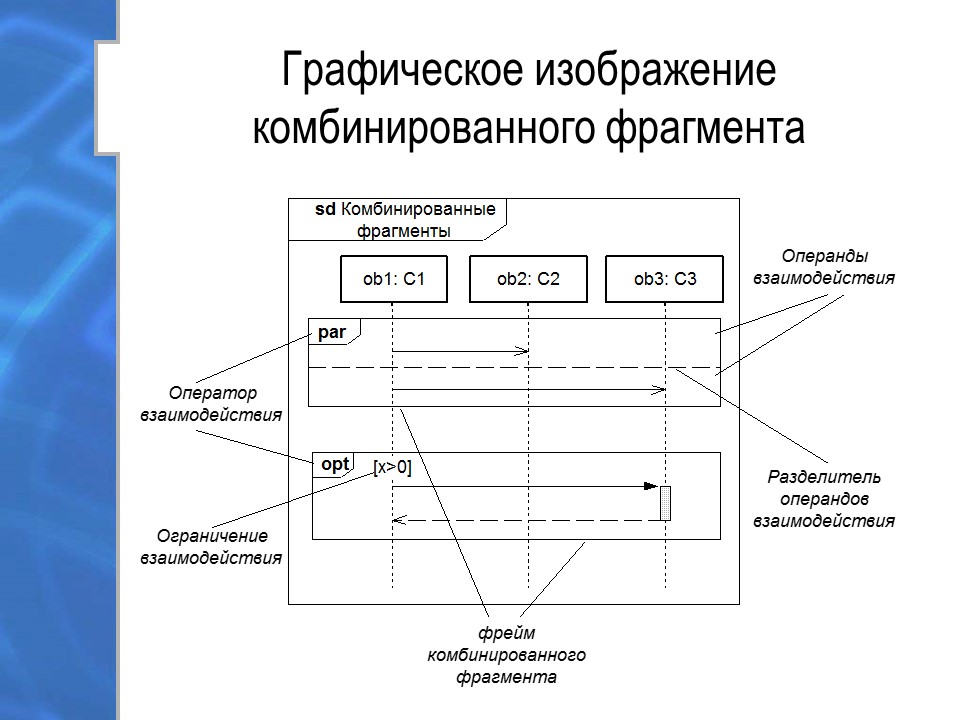 Графическое изображение
комбинированного фрагмента
sd Комбинированные
фрагменты
ob1: C1
ob2: C2
ob3: C3
Операнды
взаимодействия
par
Оператор
взаимодействия
opt
[x>0]
Разделитель
операндов
взаимодействия
Ограничение
взаимодействия
фрейм
комбинированного
фрагмента